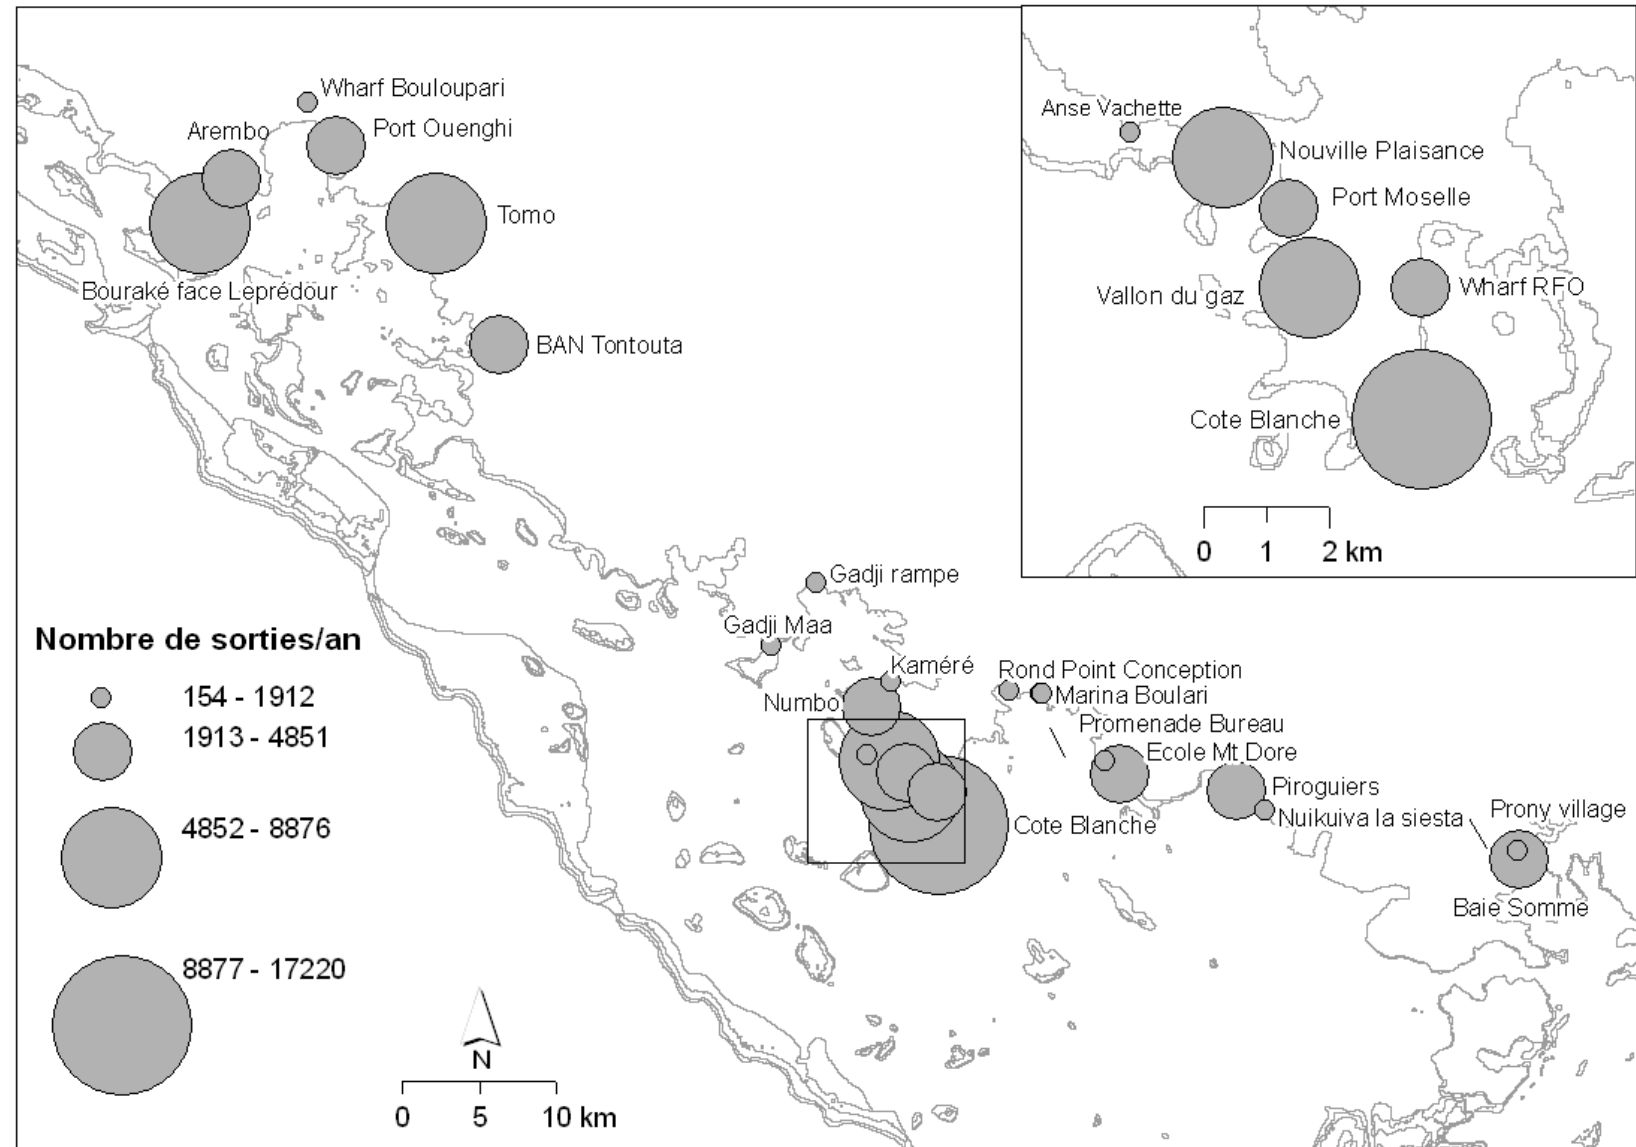 Wharf Bouloupari
Arembo
Port Ouenghi
Tomo
Bouraké face Leprédour
BAN Tontouta
Anse Vachette
Nouville Plaisance
Port Moselle
Vallon du gaz
Wharf RFO
Cote Blanche
0 1 2 km
Gadji rampe
Gadji Maa
Kaméré
Numbo
Rond Point Conception
Marina Boulari
Promenade Bureau
Ecole Mt Dore
Piroguiers
Nuikuiva la siesta
Prony village
Cote Blanche
Baie Somme
Nombre de sorties/an
154 - 1912
1913 - 4851
4852 - 8876
8877 - 17220
N
0 5 10 km